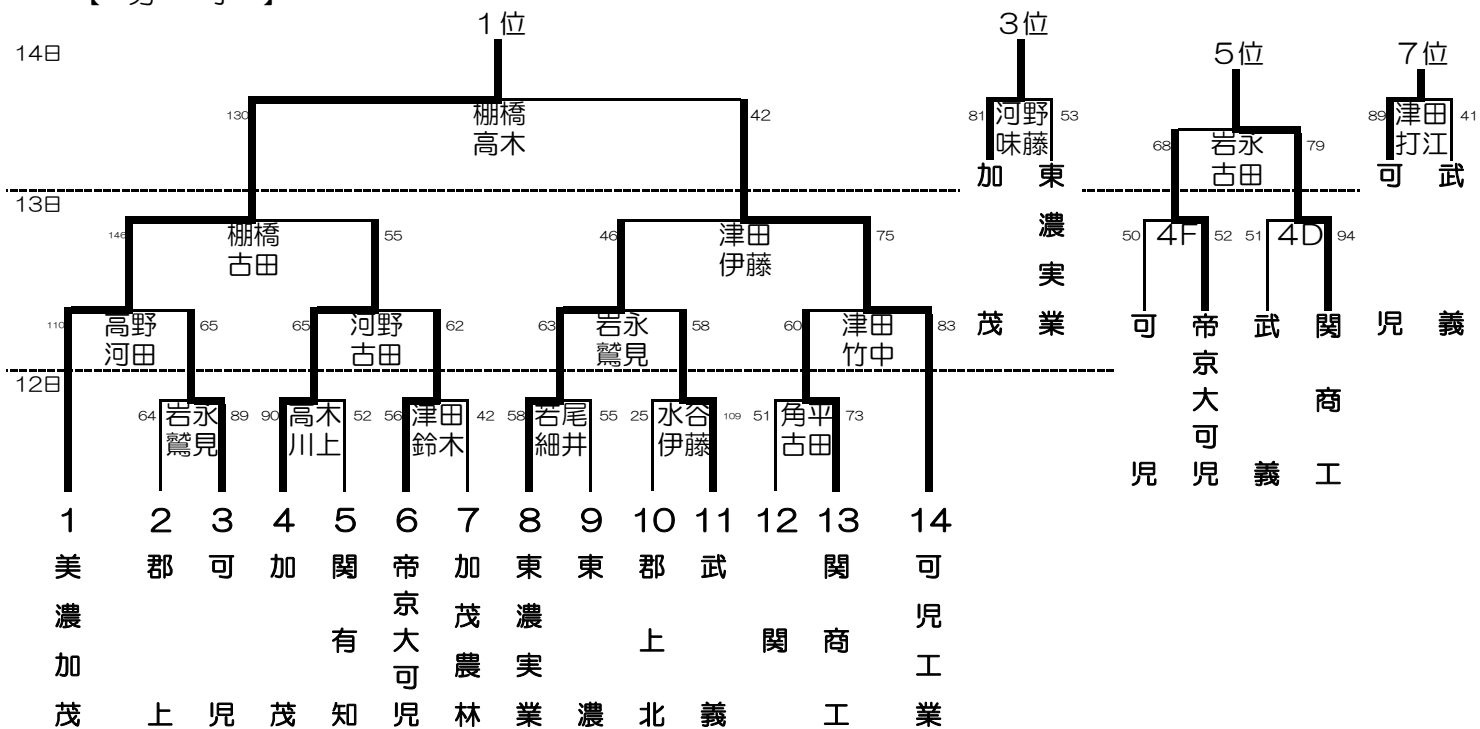 【 男 子 】
1位
3位
14日
5位
7位
130
棚橋
高木
42
81
河野
味藤
53
68
岩永
古田
79
89
津田
打江
41
加茂
東濃実業
可児
武義
13日
146
棚橋
古田
55
46
津田
伊藤
75
50
4F
52
51
4D
94
110
高野
河田
65
65
河野
古田
62
63
岩永
鷲見
58
60
津田
竹中
83
可児
帝京大可児
武義
関商工
12日
64
岩永
鷲見
89
90
高木
川上
52
56
津田
鈴木
42
58
若尾
細井
55
25
水谷
伊藤
109
51
角平
古田
73
1 2 3 4 5 6 7 8 9 10 11 12 13 14
美濃加茂
郡上
可児
加茂
関有知
帝京大可児
加茂農林
東濃実業
東濃
郡上北
武義
関
関商工
可児工業